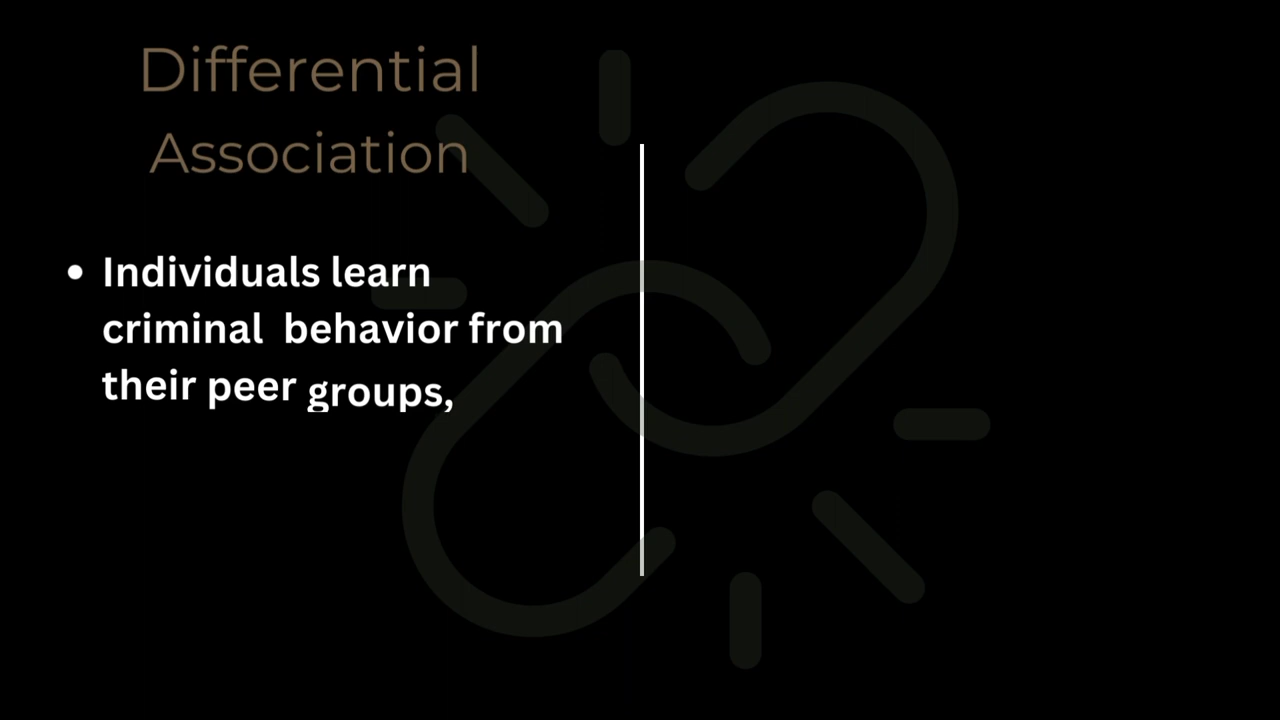 Differential
Association
• Individuals learn
criminal behavior from
their peer groups,